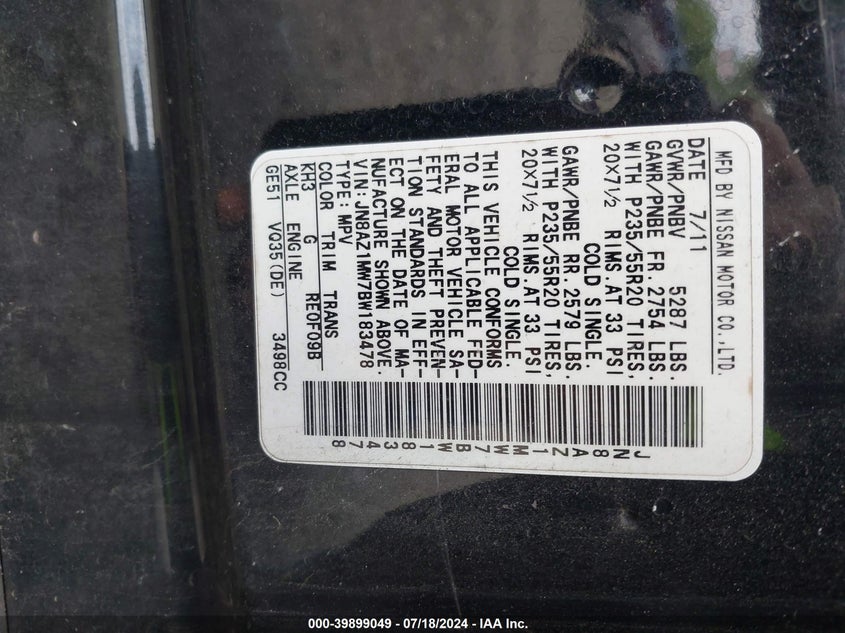 MFD BY NISSAN MOTOR CO.,LTD.
DATE 7/11
GVWR/PNBV 5287 LBS.
GAWR/PNBE FR. 2754 LBS.
WITH P235/55R20 TIRES,
20X7½ RIMS.AT 33 PSI
COLD SINGLE.
GAWR/PNBE RR. 2579 LBS.
WITH P235/55R20 TIRES,
20X7½ RIMS.AT 33 PSI
COLD SINGLE.
THIS VEHICLE CONFORMS
TO ALL APPLICABLE FED-
ERAL MOTOR VEHICLE SA-
FETY AND THEFT PREVEN-
TION STANDARDS IN EFF-
ECT ON THE DATE OF MA-
NUFACTURE SHOWN ABOVE.
VIN:JN8AZ1MW7BW183478
TYPE:MPV
COLOR TRIM TRANS
KH3 G RE0F09B
AXLE ENGINE
GE51 VQ35(DE) 3498CC
JN8AZ1MW7BW183478
000-39899049 - 07/18/2024 - IAA Inc.